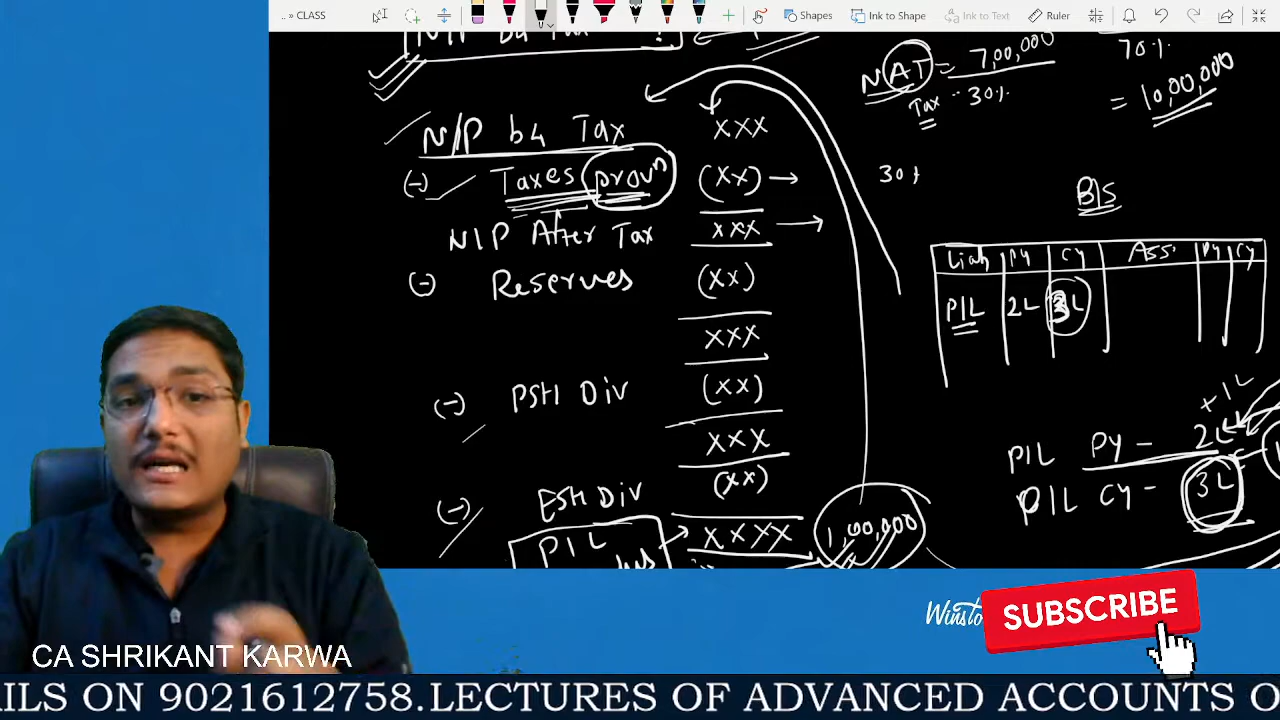 .. » CLASS
Shapes
Ink to Shape
Ink to Text
Ruler
N/P b4 Tax ?
N/P b4 Tax XXX
(-) Taxes provⁿ (XX)
N/P After Tax XXX
(-) Reserves (XX)
XXX
(-) PSH Div (XX)
XXX
(-) ESH Div (XX)
P/L XXXX 1,00,000
NAT = 7,00,000
70%
Tax 30%
= 10,00,000
30%
B/S
Liab Py Cy Ass. Py Cy
P/L 2L 3L
+1L
P/L Py - 2L
P/L Cy - 3L
SUBSCRIBE
CA SHRIKANT KARWA
ILS ON 9021612758.LECTURES OF ADVANCED ACCOUNTS O